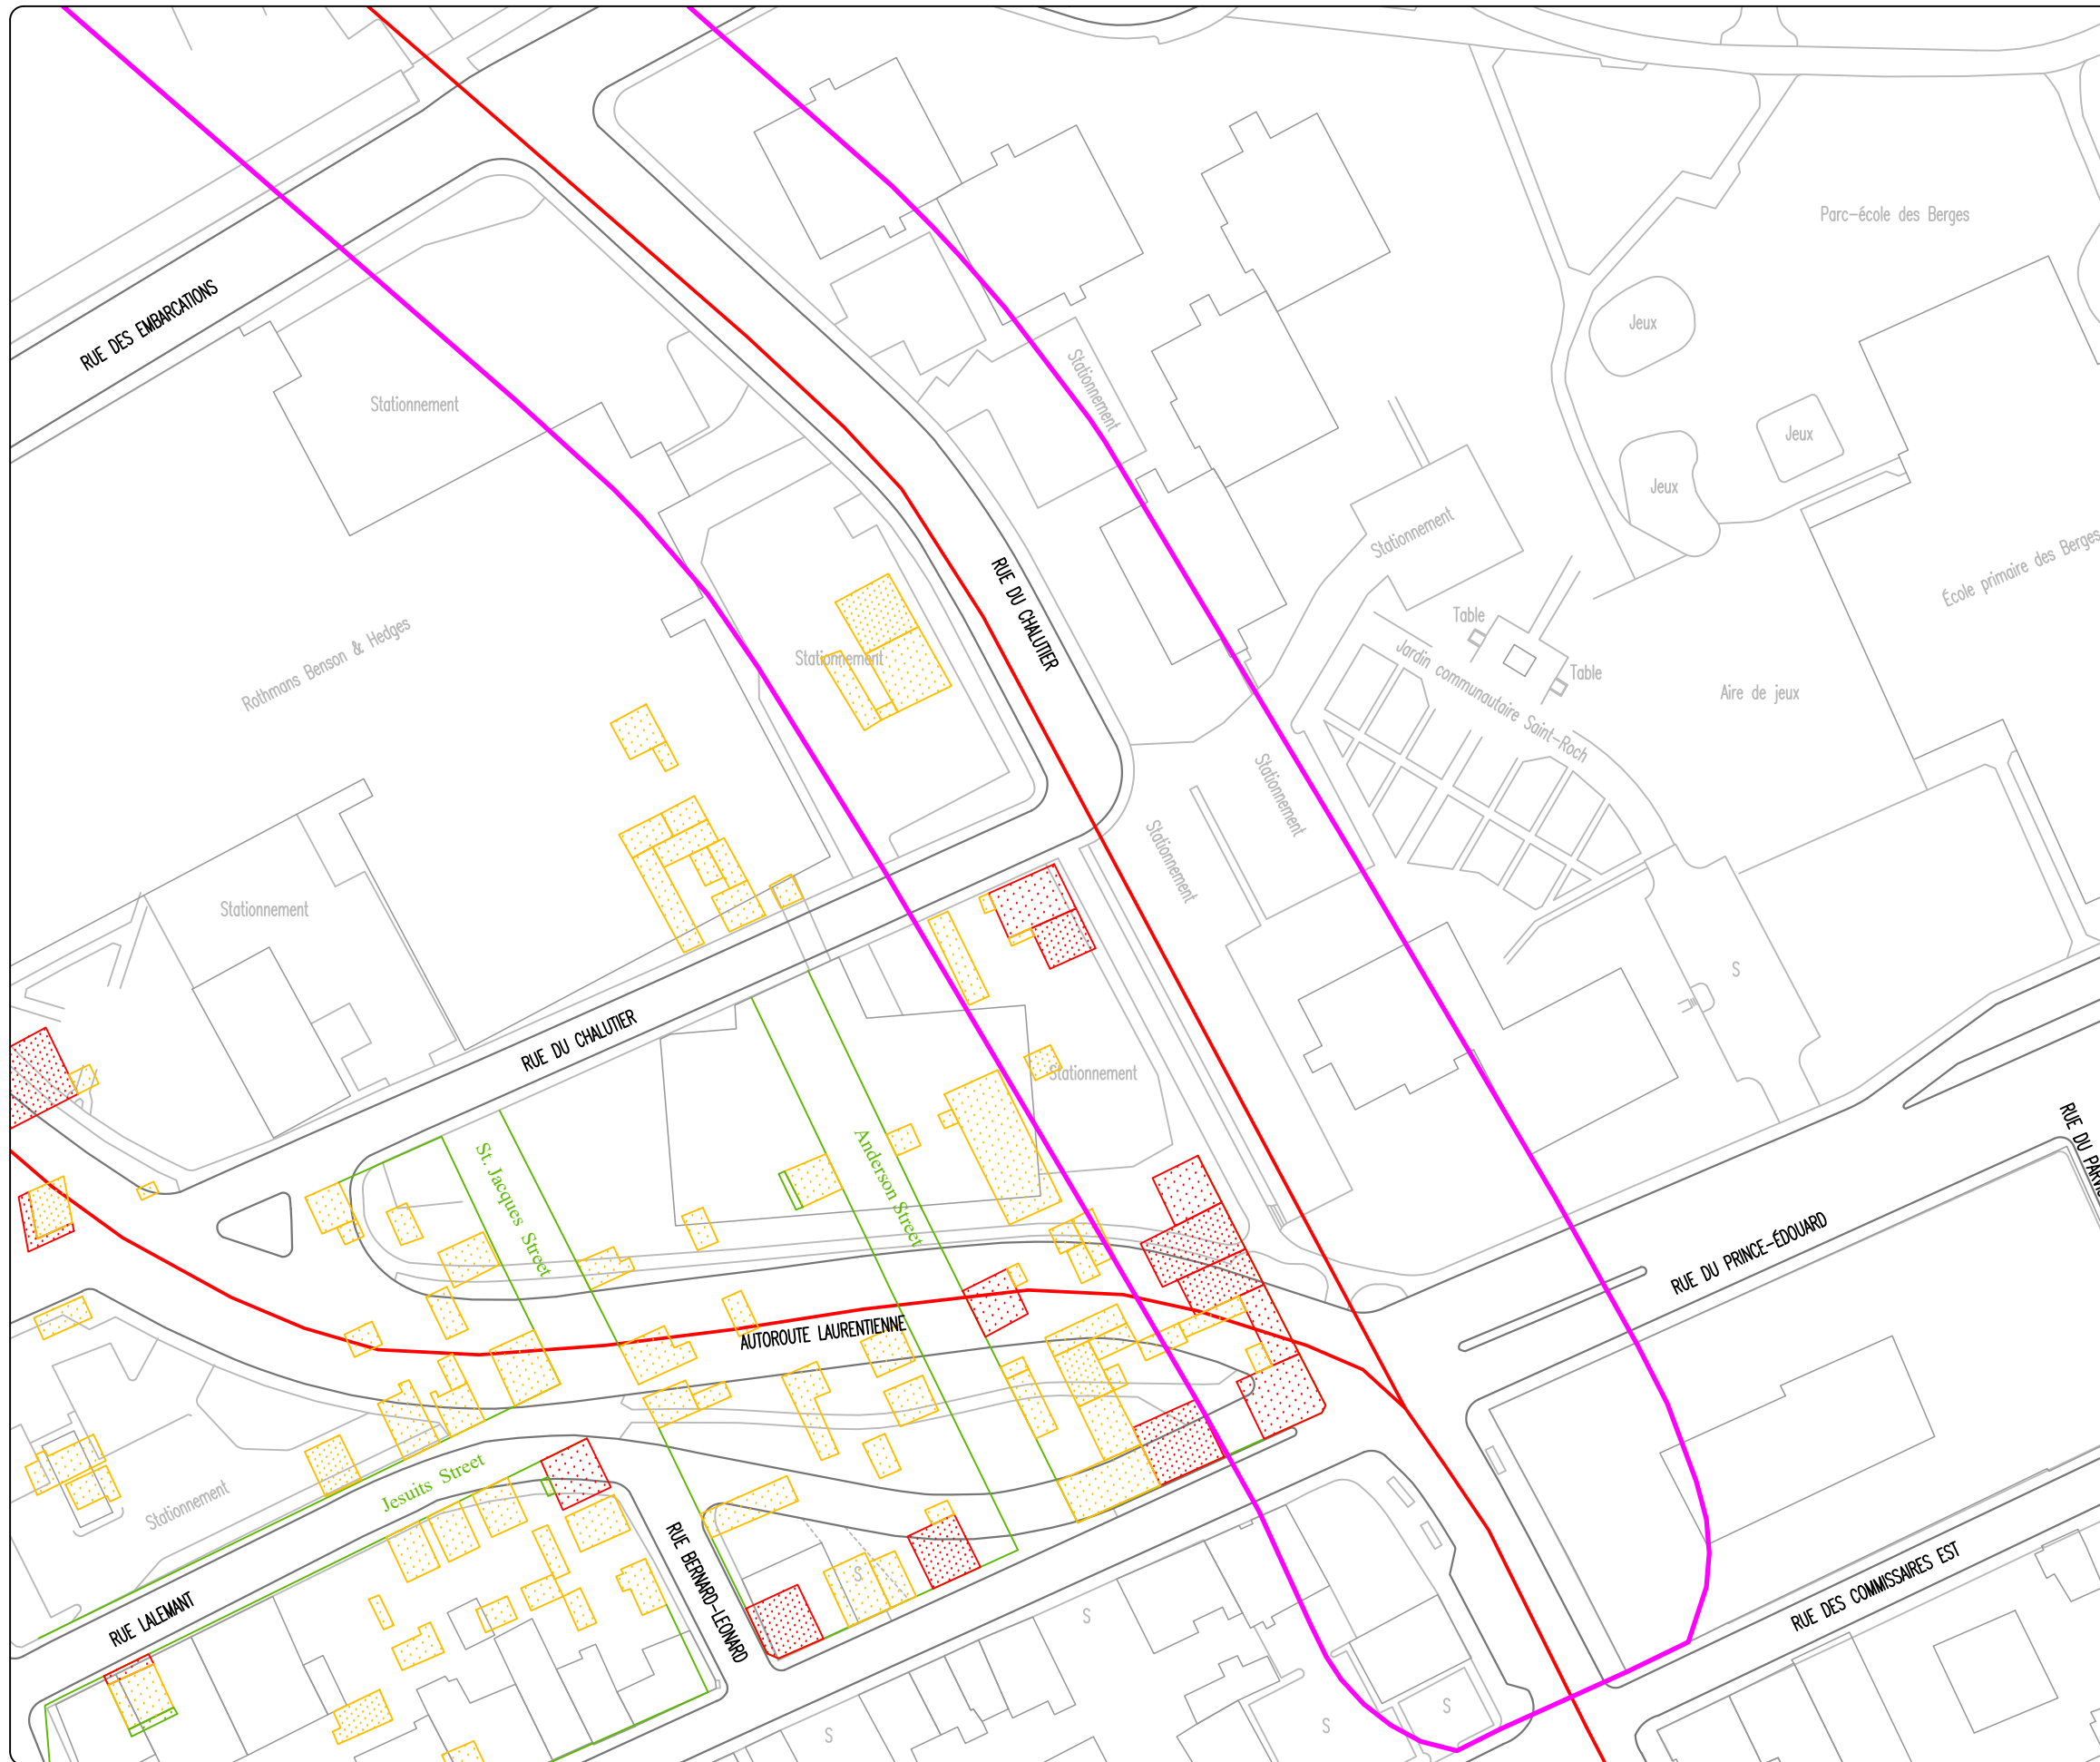 Parc-école des Berges
RUE DES EMBARCATIONS
Jeux
Stationnement
Stationnement
Jeux
Jeux
Stationnement
École primaire des Berges
RUE DU CHALUTIER
Table
Rothmans Benson & Hedges
Stationnement
Jardin communautaire Saint-Roch
Table
Aire de jeux
Stationnement
Stationnement
Stationnement
S
RUE DU CHALUTIER
Stationnement
RUE DU
St. Jacques Street
Anderson Street
RUE DU PRINCE-ÉDOUARD
AUTOROUTE LAURENTIENNE
Jesuits Street
Stationnement
RUE BERNARD-LEONARD
S
RUE DES COMMISSAIRES EST
RUE LALEMANT
S
S
S
S